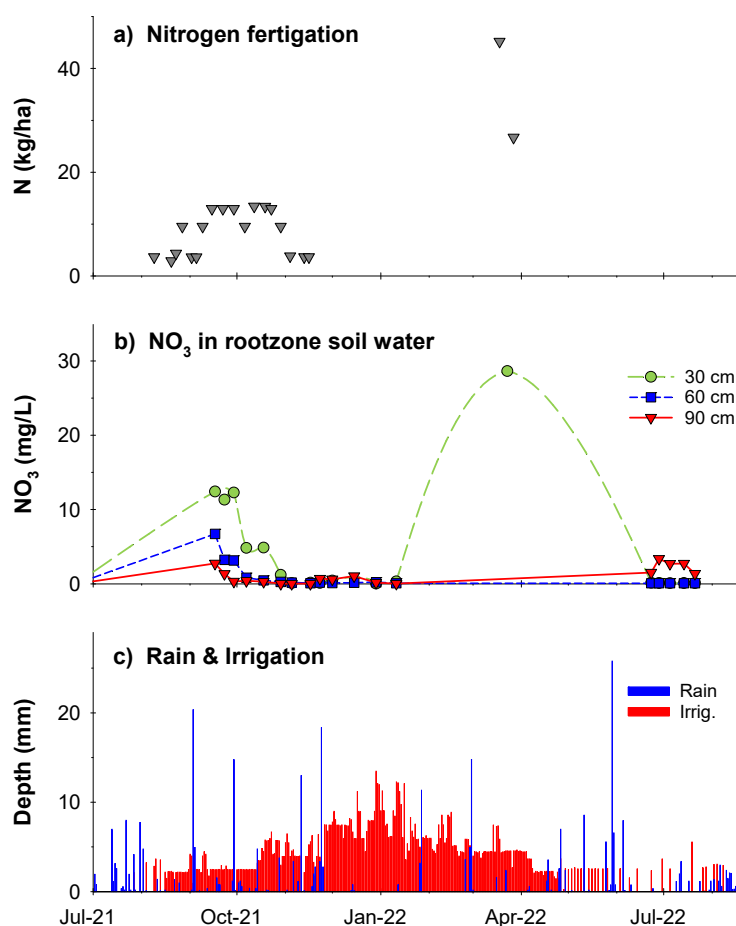 a) Nitrogen fertigation
N (kg/ha)
40
20
0
b) NO₃ in rootzone soil water
NO₃ (mg/L)
30
20
10
0
30 cm
60 cm
90 cm
c) Rain & Irrigation
Depth (mm)
20
10
0
Rain
Irrig.
Jul-21 Oct-21 Jan-22 Apr-22 Jul-22